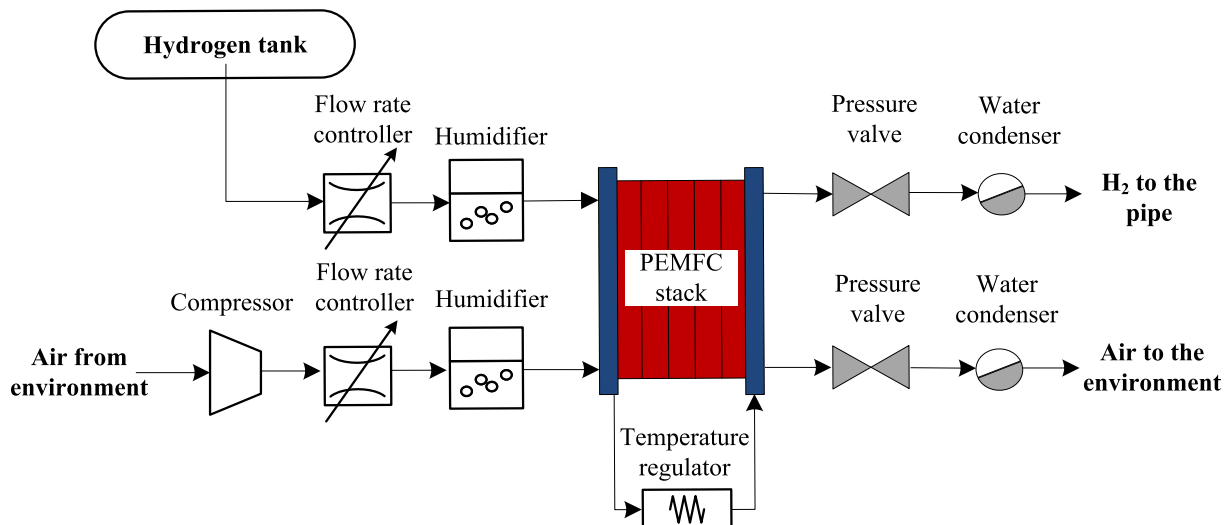 Hydrogen tank
Flow rate
controller
Humidifier
Pressure
valve
Water
condenser
H₂ to the
pipe
PEMFC
stack
Compressor
Flow rate
controller
Humidifier
Pressure
valve
Water
condenser
Air from
environment
Air to the
environment
Temperature
regulator